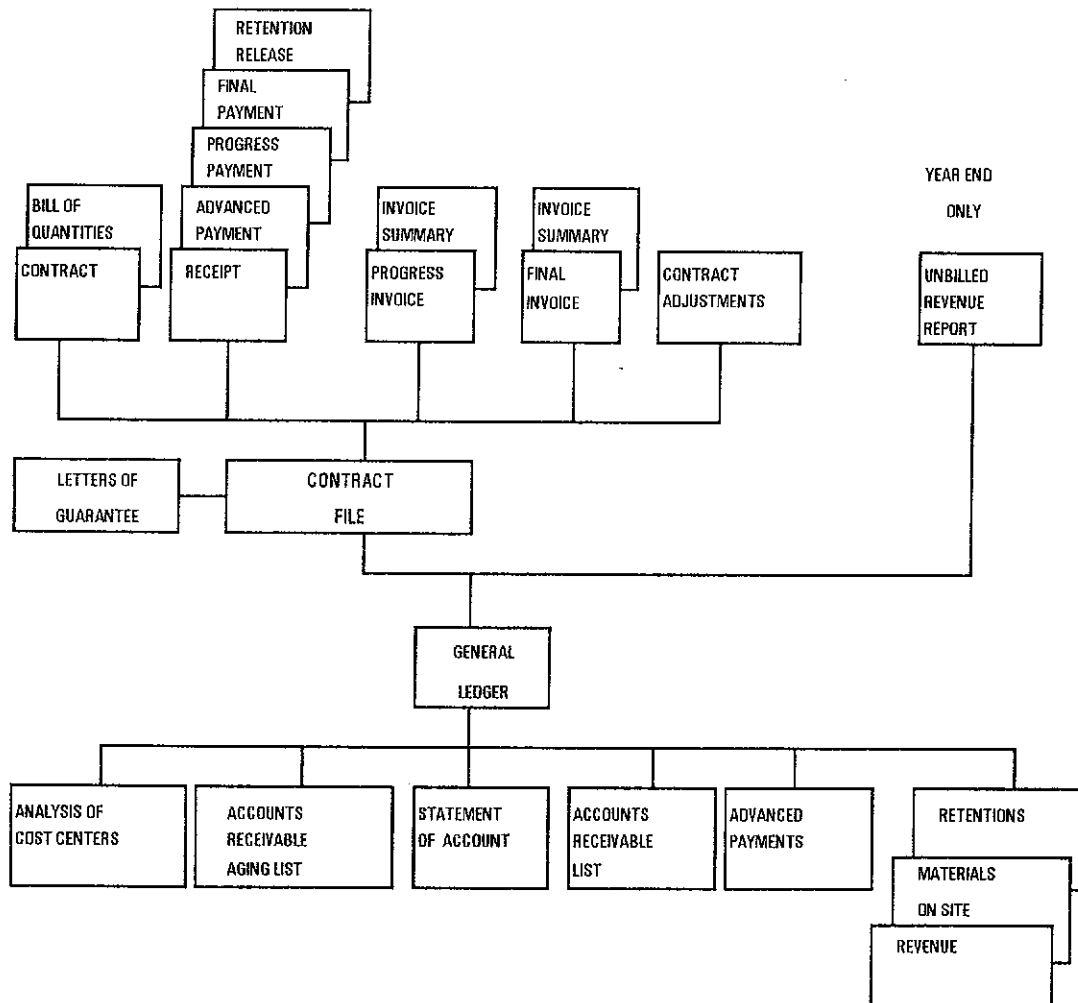 RETENTION
RELEASE
FINAL
PAYMENT
PROGRESS
PAYMENT
YEAR END
ONLY
BILL OF
QUANTITIES
ADVANCED
PAYMENT
INVOICE
SUMMARY
INVOICE
SUMMARY
CONTRACT
RECEIPT
PROGRESS
INVOICE
FINAL
INVOICE
CONTRACT
ADJUSTMENTS
UNBILLED
REVENUE
REPORT
LETTERS OF
GUARANTEE
CONTRACT
FILE
GENERAL
LEDGER
ANALYSIS OF
COST CENTERS
ACCOUNTS
RECEIVABLE
AGING LIST
STATEMENT
OF ACCOUNT
ACCOUNTS
RECEIVABLE
LIST
ADVANCED
PAYMENTS
RETENTIONS
MATERIALS
ON SITE
REVENUE